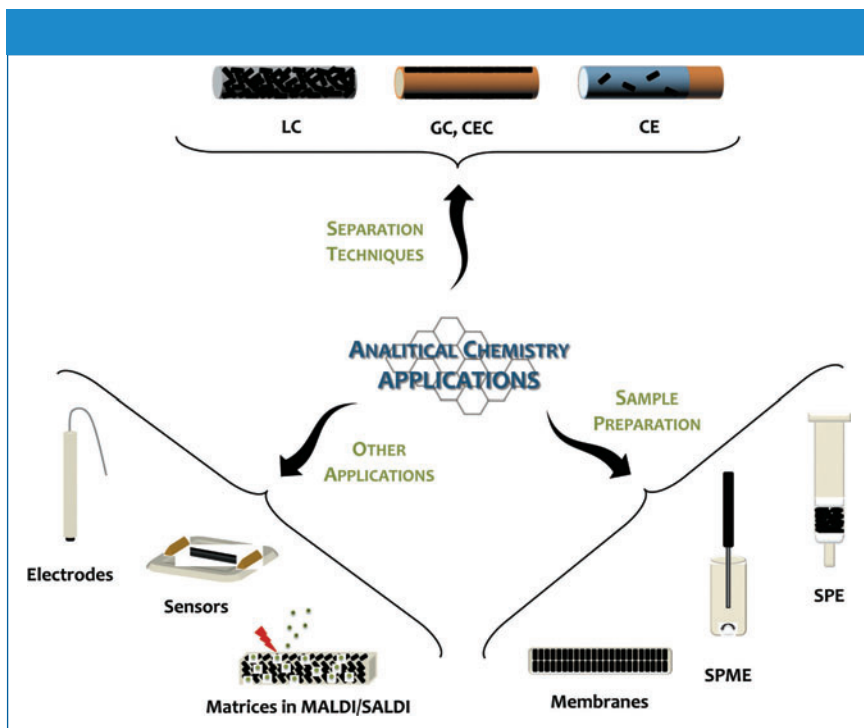 LC
GC, CEC
CE
SEPARATION
TECHNIQUES
ANALITICAL CHEMISTRY
APPLICATIONS
SAMPLE
PREPARATION
OTHER
APPLICATIONS
Electrodes
Sensors
Matrices in MALDI/SALDI
Membranes
SPME
SPE